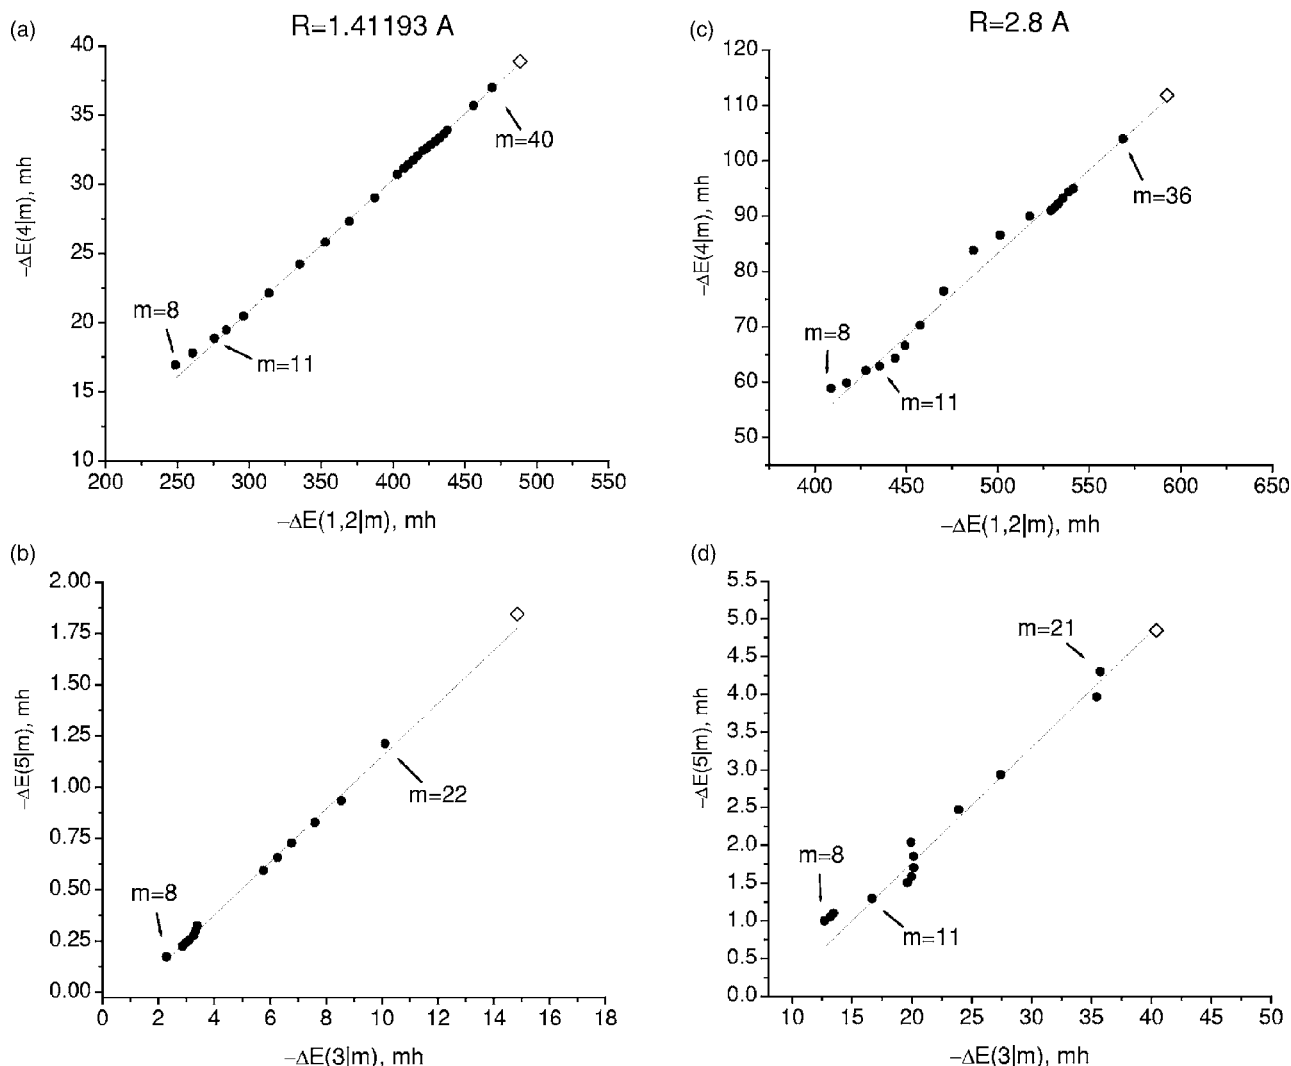 (a)
R=1.41193 A
40
35
30
25
20
15
10
−ΔE(4|m), mh
m=40
m=8
m=11
200 250 300 350 400 450 500 550
−ΔE(1,2|m), mh
(c)
R=2.8 A
120
110
100
90
80
70
60
50
−ΔE(4|m), mh
m=36
m=8
m=11
400 450 500 550 600 650
−ΔE(1,2|m), mh
(b)
2.00
1.75
1.50
1.25
1.00
0.75
0.50
0.25
0.00
−ΔE(5|m), mh
m=22
m=8
0 2 4 6 8 10 12 14 16 18
−ΔE(3|m), mh
(d)
5.5
5.0
4.5
4.0
3.5
3.0
2.5
2.0
1.5
1.0
0.5
0.0
−ΔE(5|m), mh
m=21
m=8
m=11
10 15 20 25 30 35 40 45 50
−ΔE(3|m), mh